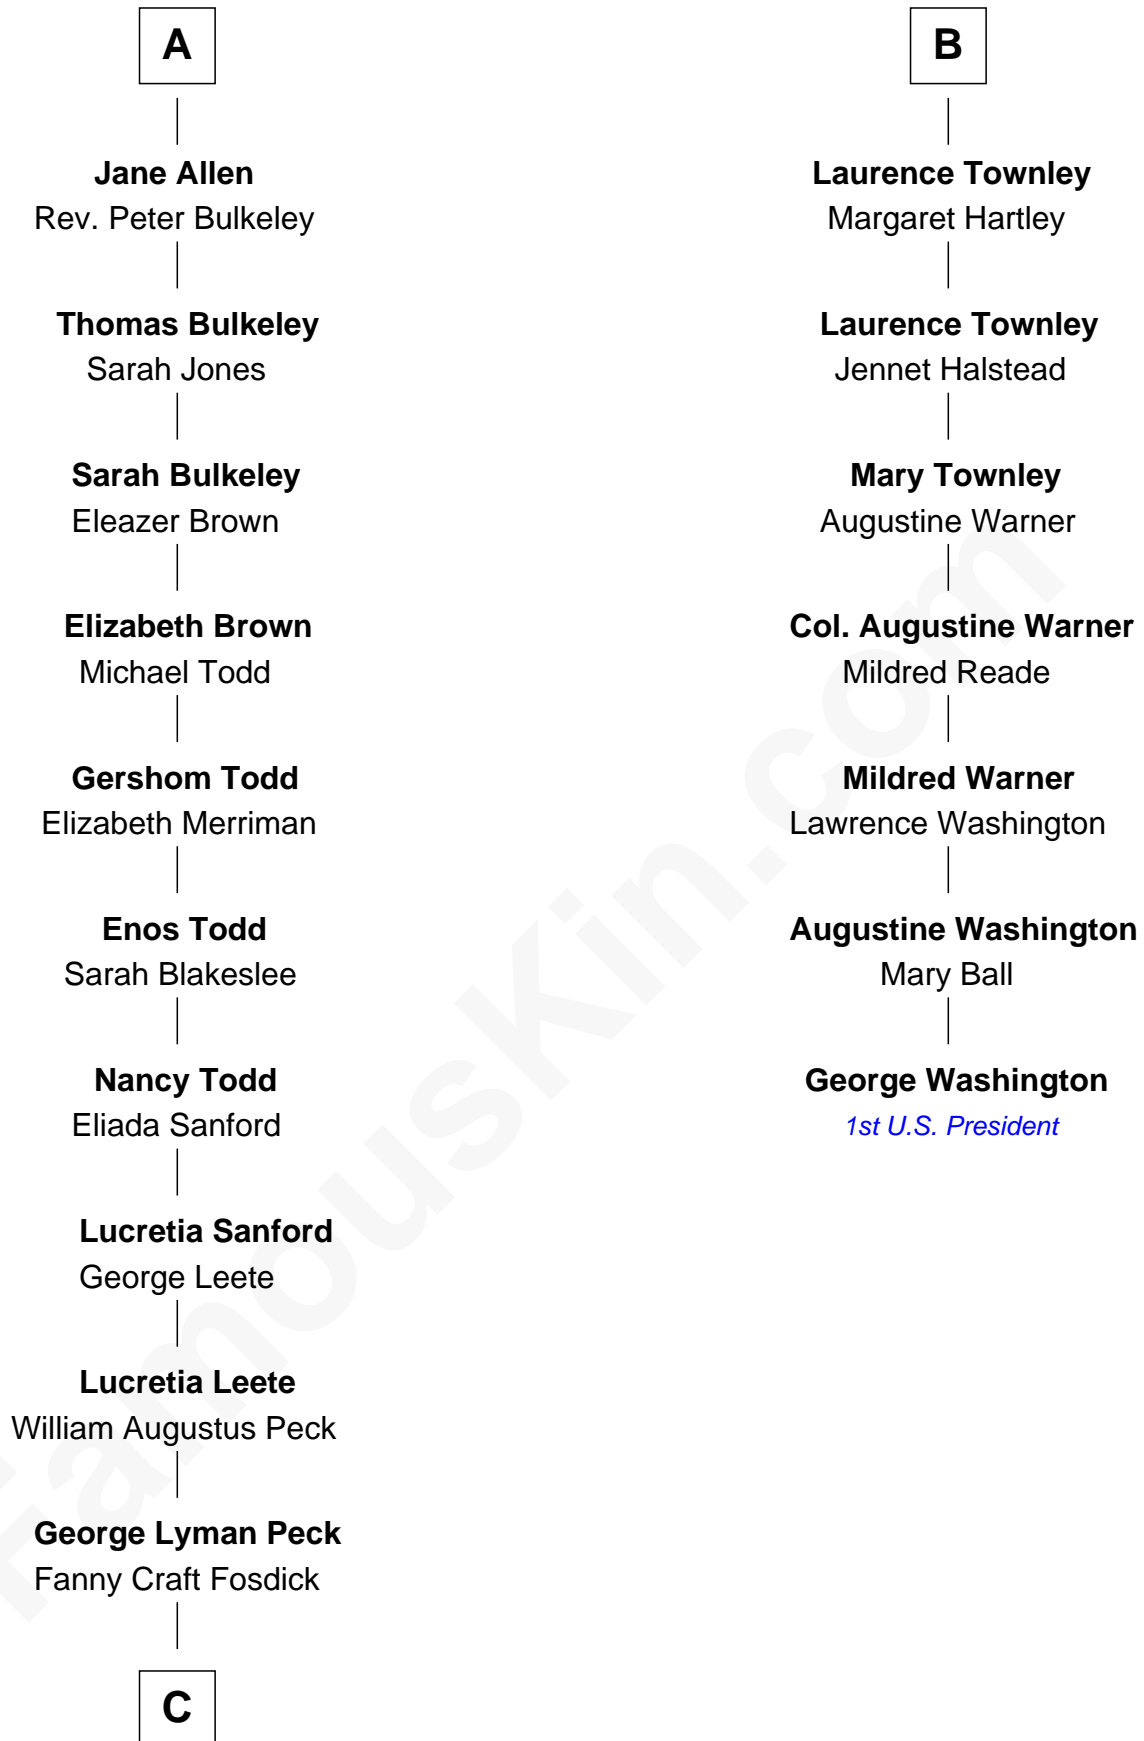 A
Jane Allen
Rev. Peter Bulkeley
Thomas Bulkeley
Sarah Jones
Sarah Bulkeley
Eleazer Brown
Elizabeth Brown
Michael Todd
Gershom Todd
Elizabeth Merriman
Enos Todd
Sarah Blakeslee
Nancy Todd
Eliada Sanford
Lucretia Sanford
George Leete
Lucretia Leete
William Augustus Peck
George Lyman Peck
Fanny Craft Fosdick
C
B
Laurence Townley
Margaret Hartley
Laurence Townley
Jennet Halstead
Mary Townley
Augustine Warner
Col. Augustine Warner
Mildred Reade
Mildred Warner
Lawrence Washington
Augustine Washington
Mary Ball
George Washington
1st U.S. President
FamousKin.com